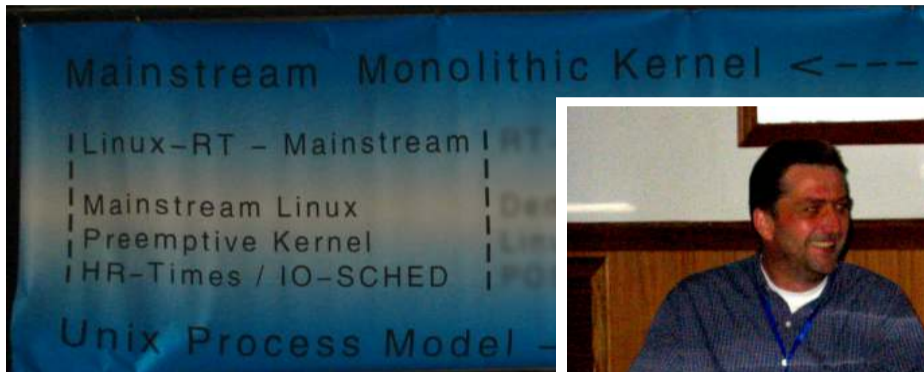 Mainstream Monolithic Kernel <---
Linux-RT - Mainstream
Mainstream Linux
Preemptive Kernel
HR-Times / IO-SCHED
Unix Process Model -